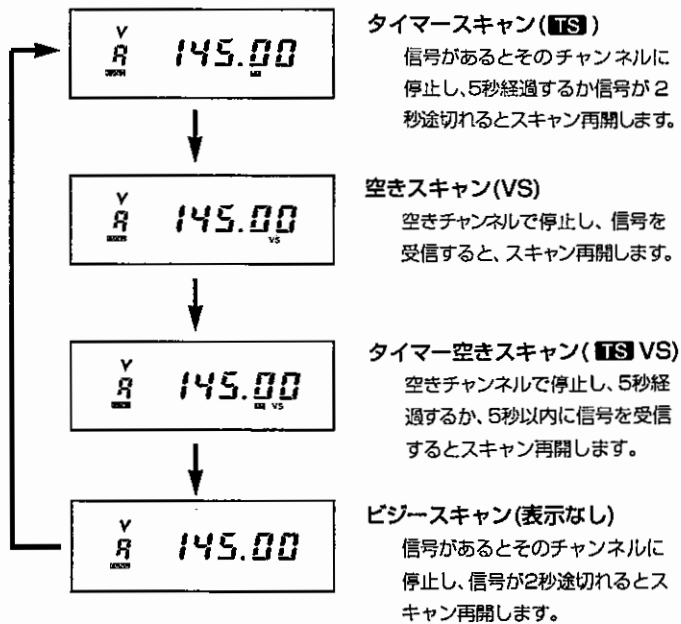 V
A 145.00
タイマースキャン(TS)
信号があるとそのチャンネルに
停止し、5秒経過するか信号が2
秒途切れるとスキャン再開します。
V
A 145.00
VS
空きスキャン(VS)
空きチャンネルで停止し、信号を
受信すると、スキャン再開します。
V
A 145.00
VS
タイマー空きスキャン(TS VS)
空きチャンネルで停止し、5秒経
過するか、5秒以内に信号を受信
するとスキャン再開します。
V
A 145.00
ビジースキャン(表示なし)
信号があるとそのチャンネルに
停止し、信号が2秒途切れるとス
キャン再開します。